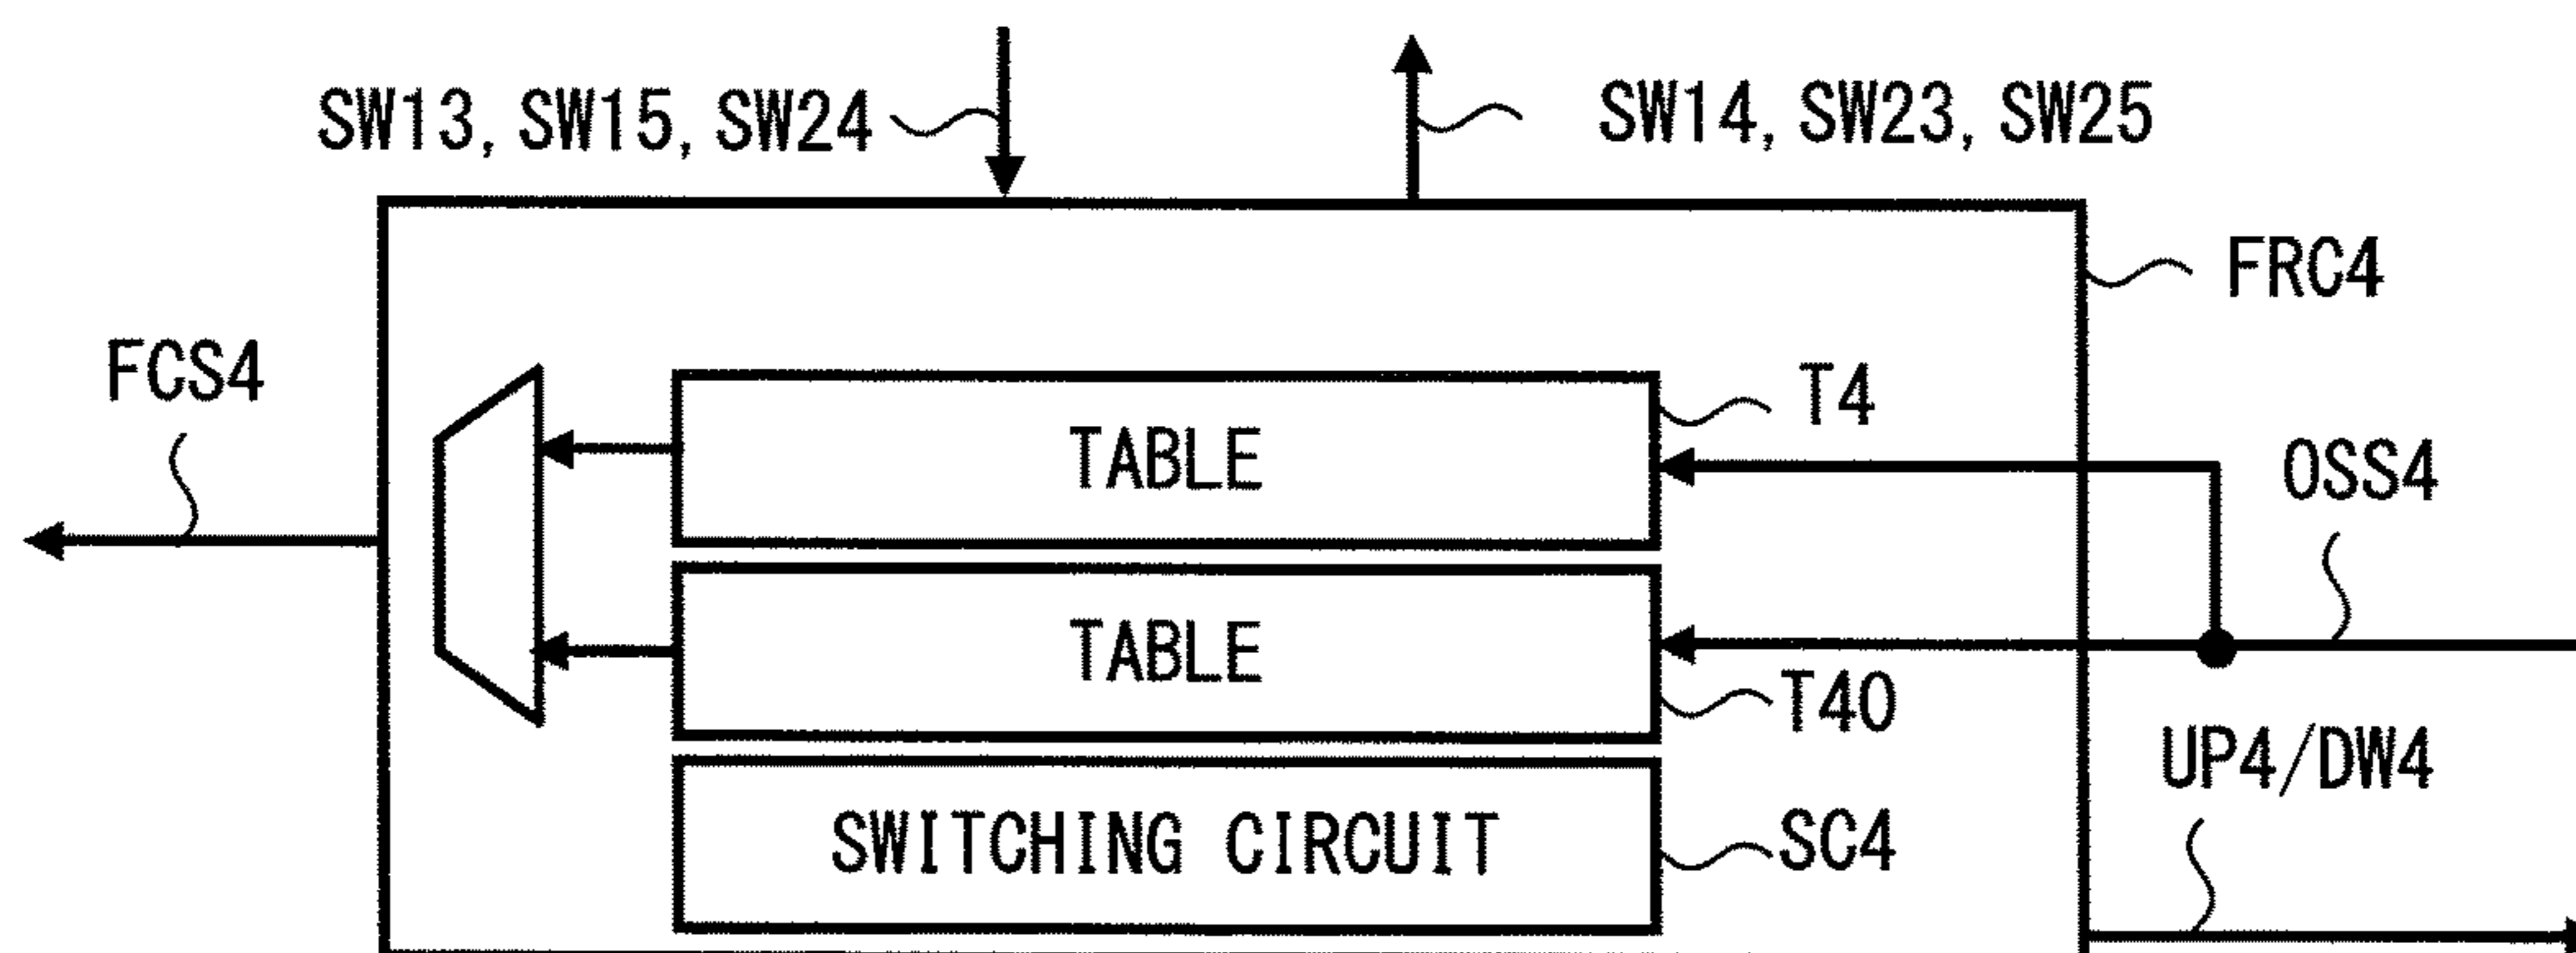 SW13, SW15, SW24
SW14, SW23, SW25
FRC4
FCS4
T4
TABLE
OSS4
TABLE
T40
UP4/DW4
SWITCHING CIRCUIT
SC4